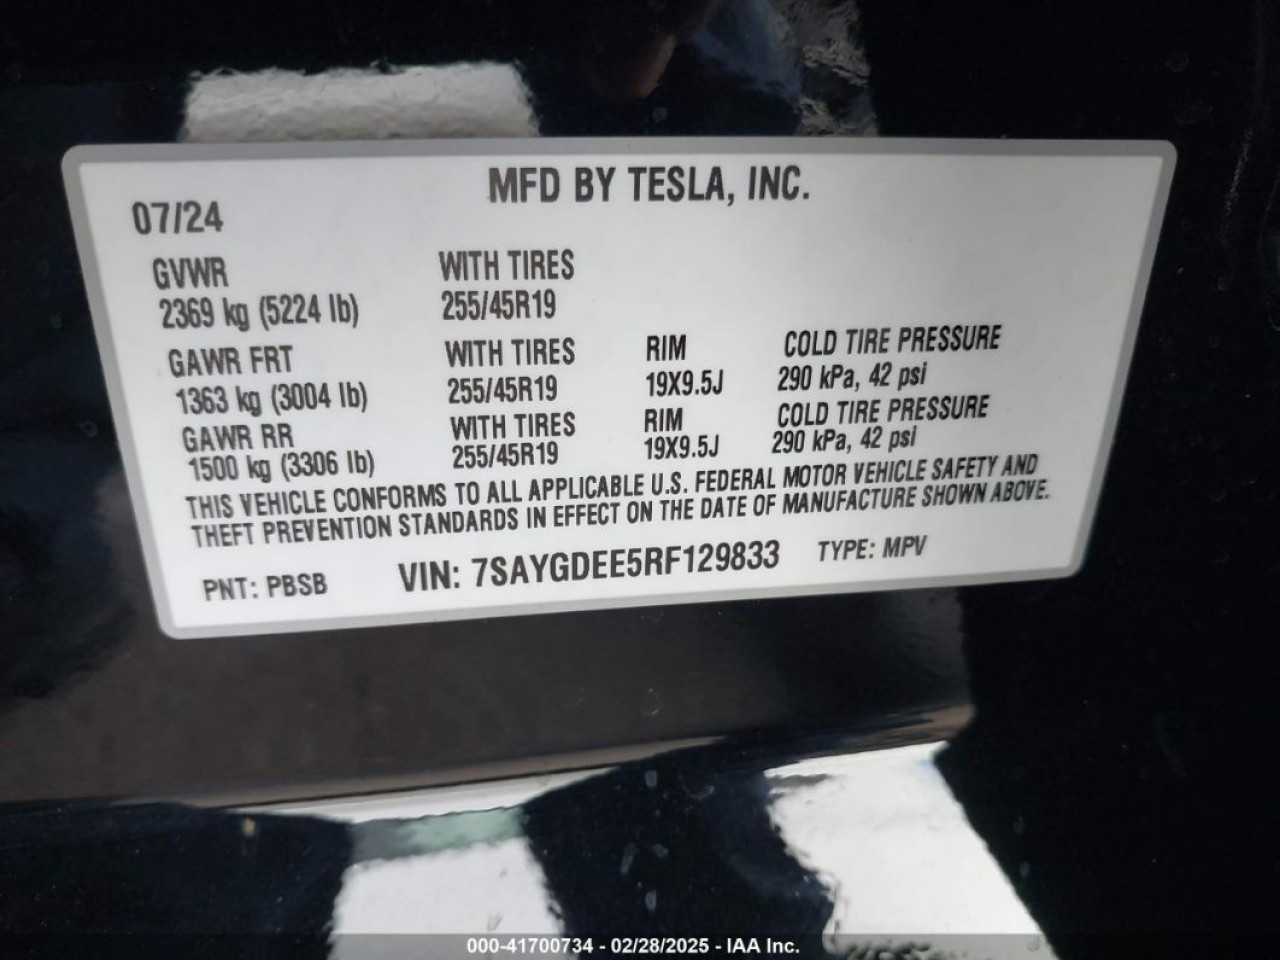 MFD BY TESLA, INC.
07/24
GVWR WITH TIRES
2369 kg (5224 lb) 255/45R19
GAWR FRT WITH TIRES RIM COLD TIRE PRESSURE
1363 kg (3004 lb) 255/45R19 19X9.5J 290 kPa, 42 psi
GAWR RR WITH TIRES RIM COLD TIRE PRESSURE
1500 kg (3306 lb) 255/45R19 19X9.5J 290 kPa, 42 psi
THIS VEHICLE CONFORMS TO ALL APPLICABLE U.S. FEDERAL MOTOR VEHICLE SAFETY AND
THEFT PREVENTION STANDARDS IN EFFECT ON THE DATE OF MANUFACTURE SHOWN ABOVE.
PNT: PBSB VIN: 7SAYGDEE5RF129833 TYPE: MPV
000-41700734 - 02/28/2025 - IAA Inc.